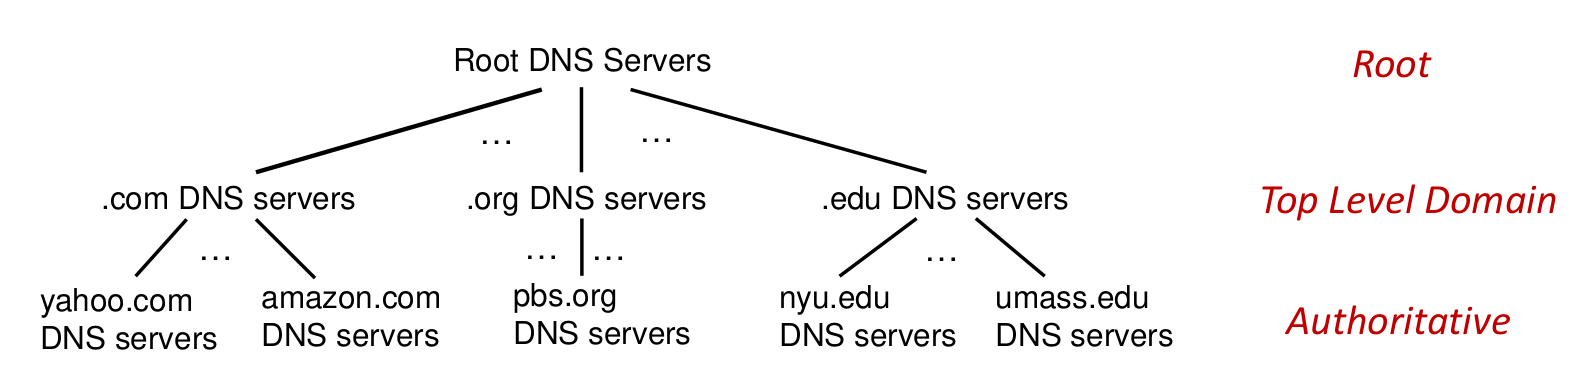 Root DNS Servers
Root
...
...
.com DNS servers
.org DNS servers
.edu DNS servers
Top Level Domain
...
...
...
...
yahoo.com
DNS servers
amazon.com
DNS servers
pbs.org
DNS servers
nyu.edu
DNS servers
umass.edu
DNS servers
Authoritative